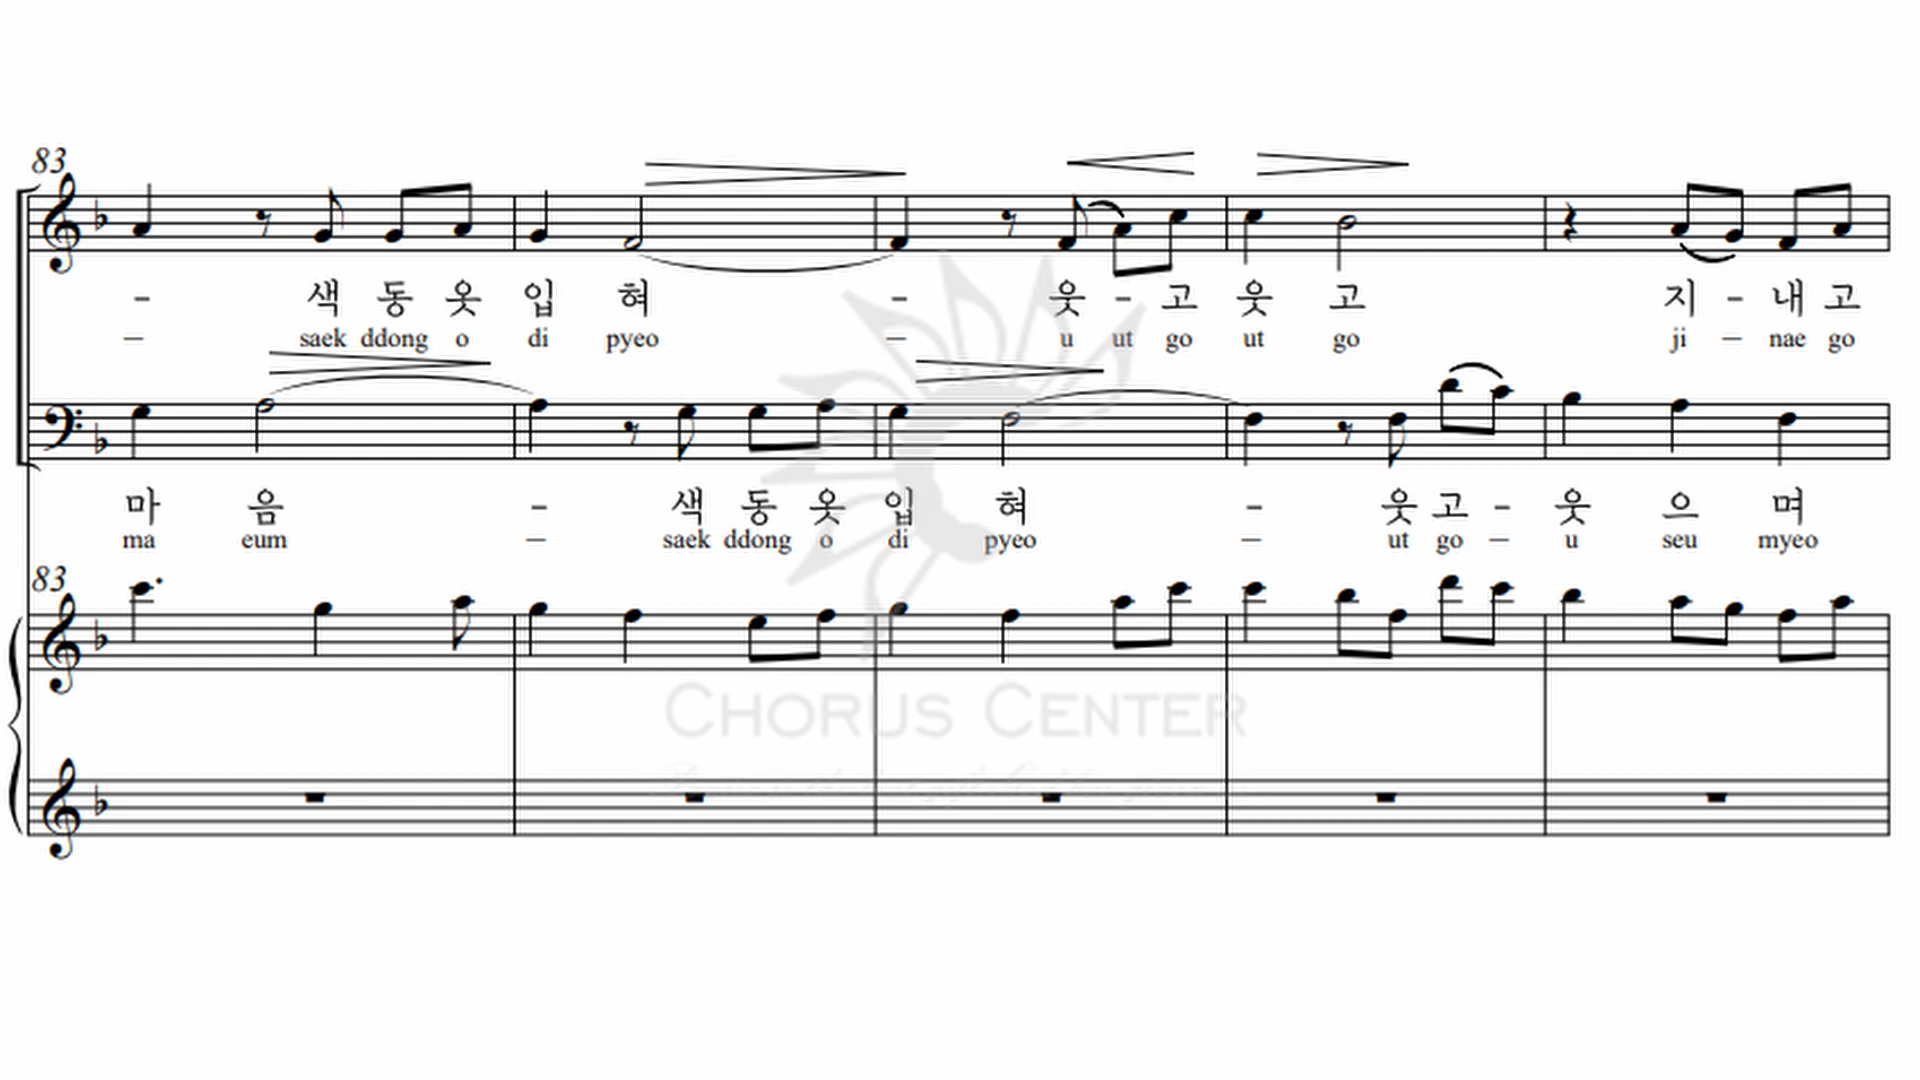 83
- 색 동 옷 입 혀 - 웃 - 고 웃 고 지 - 내 고
– saek ddong o di pyeo – u ut go ut go ji – nae go
마 음 - 색 동 옷 입 혀 - 웃 고 - 웃 으 며
ma eum – saek ddong o di pyeo – ut go – u seu myeo
83
CHORUS CENTER